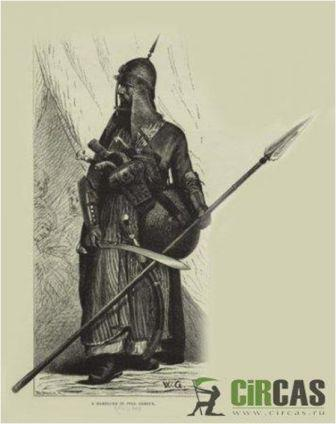 W.G.
A MAMELUKE IN FULL ARMOUR.
CiRCAS
www.circas.ru